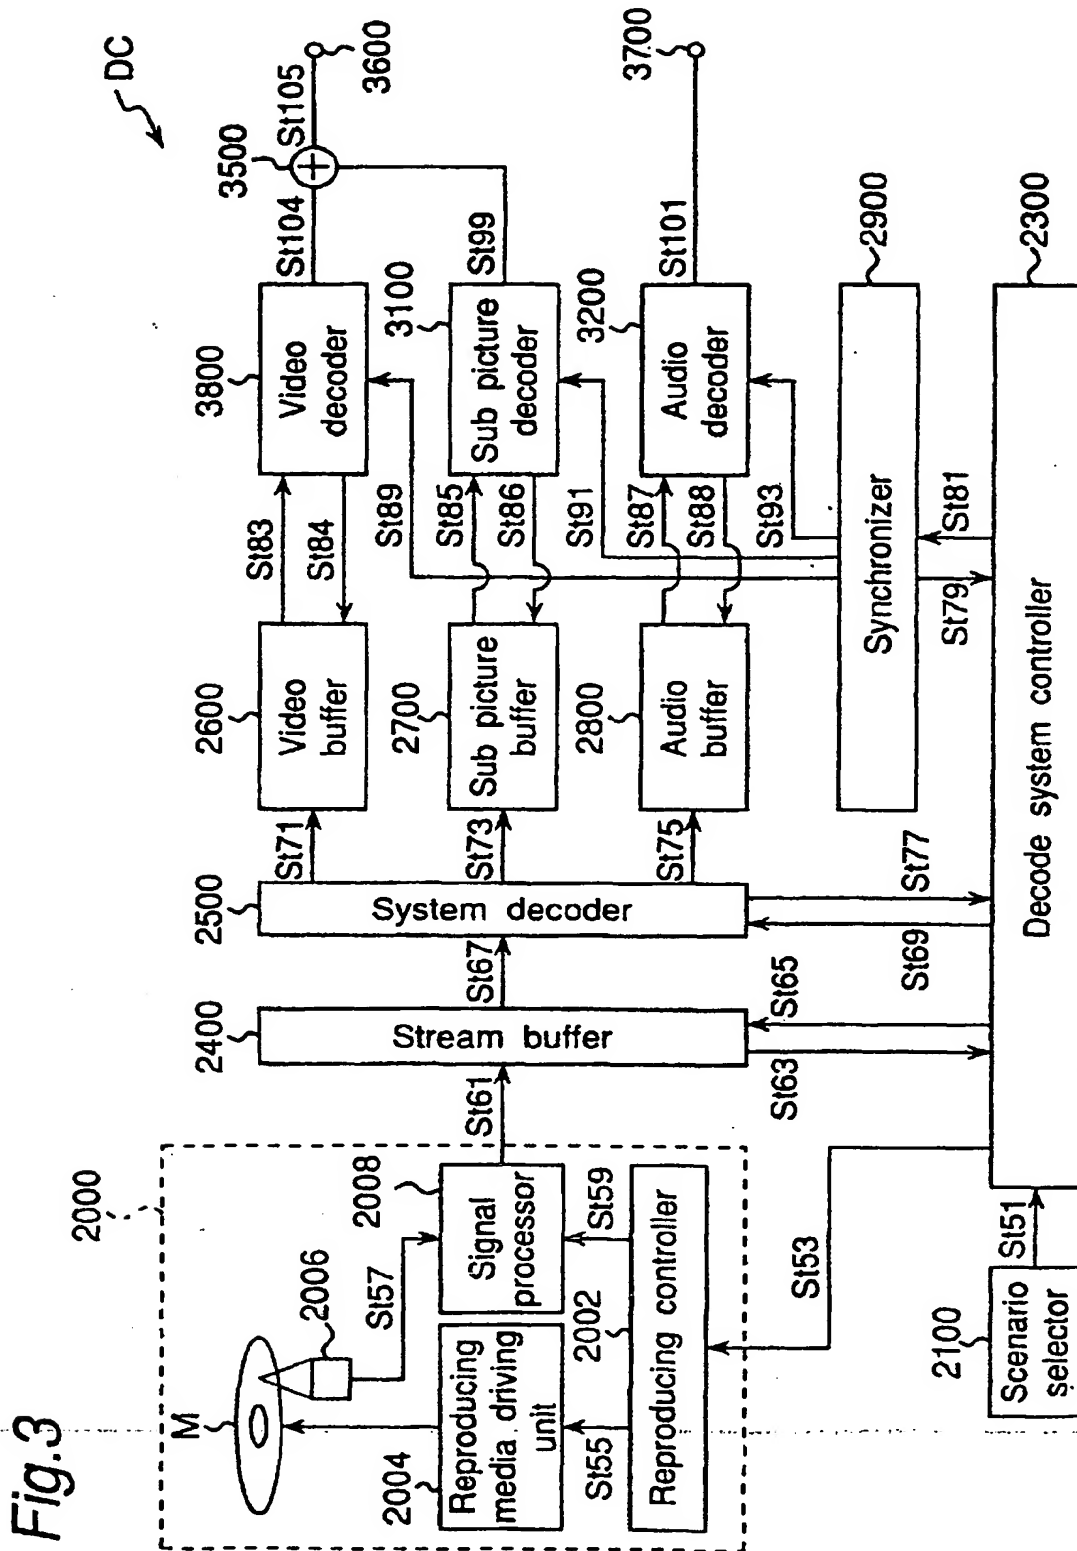 Fig.3
DC
2000
M
2006
St57
2004
Reproducing
media driving
unit
2008
Signal
processor
St55
2002
St59
Reproducing controller
St53
2100
Scenario
selector
St51
St61
2400
Stream buffer
St63
St65
St67
2500
System decoder
St69
St77
St71
St73
St75
2600
Video
buffer
2700
Sub picture
buffer
2800
Audio
buffer
St83
St84
St89
St85
St86
St91
St87
St88
St93
3800
Video
decoder
3100
Sub picture
decoder
3200
Audio
decoder
St104
3500
St105
3600
St99
St101
3700
Synchronizer
2900
St79
St81
Decode system controller
2300